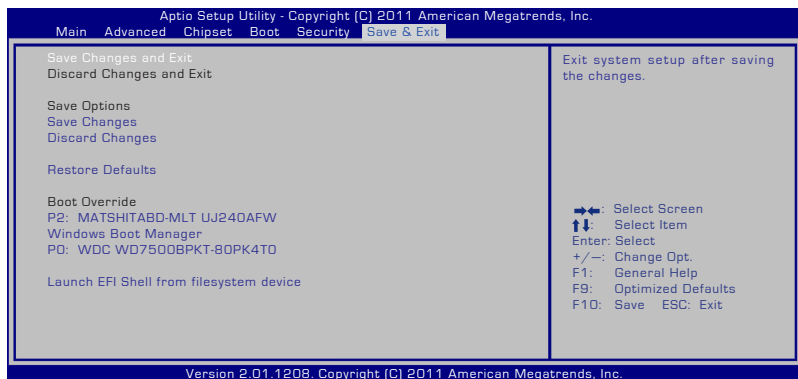 Aptio Setup Utility - Copyright (C) 2011 American Megatrends, Inc.
Main Advanced Chipset Boot Security Save & Exit
Save Changes and Exit
Discard Changes and Exit
Save Options
Save Changes
Discard Changes
Restore Defaults
Boot Override
P2: MATSHITABD-MLT UJ240AFW
Windows Boot Manager
P0: WDC WD7500BPKT-80PK4T0
Launch EFI Shell from filesystem device
Exit system setup after saving
the changes.
→←: Select Screen
↑↓: Select Item
Enter: Select
+/—: Change Opt.
F1: General Help
F9: Optimized Defaults
F10: Save ESC: Exit
Version 2.01.1208. Copyright (C) 2011 American Megatrends, Inc.